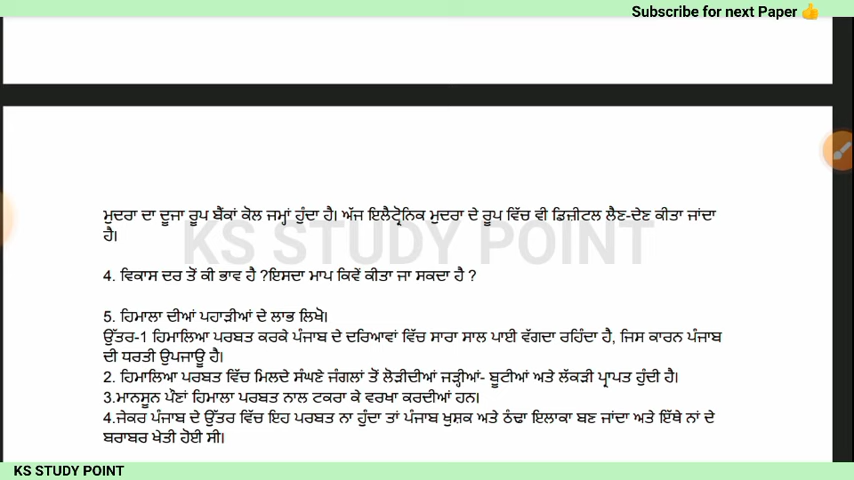 Subscribe for next Paper 👍
ਮੁਦਰਾ ਦਾ ਦੂਜਾ ਰੂਪ ਬੈਂਕਾਂ ਕੋਲ ਜਮ੍ਹਾਂ ਹੁੰਦਾ ਹੈ। ਅੱਜ ਇਲੈਟ੍ਰੋਨਿਕ ਮੁਦਰਾ ਦੇ ਰੂਪ ਵਿੱਚ ਵੀ ਡਿਜ਼ੀਟਲ ਲੈਣ-ਦੇਣ ਕੀਤਾ ਜਾਂਦਾ
ਹੈ।
KS STUDY POINT
4. ਵਿਕਾਸ ਦਰ ਤੋਂ ਕੀ ਭਾਵ ਹੈ ?ਇਸਦਾ ਮਾਪ ਕਿਵੇਂ ਕੀਤਾ ਜਾ ਸਕਦਾ ਹੈ ?
5. ਹਿਮਾਲਾ ਦੀਆਂ ਪਹਾੜੀਆਂ ਦੇ ਲਾਭ ਲਿਖੋ।
ਉੱਤਰ-1 ਹਿਮਾਲਿਆ ਪਰਬਤ ਕਰਕੇ ਪੰਜਾਬ ਦੇ ਦਰਿਆਵਾਂ ਵਿੱਚ ਸਾਰਾ ਸਾਲ ਪਾਈ ਵੱਗਦਾ ਰਹਿੰਦਾ ਹੈ, ਜਿਸ ਕਾਰਨ ਪੰਜਾਬ
ਦੀ ਧਰਤੀ ਉਪਜਾਊ ਹੈ।
2. ਹਿਮਾਲਿਆ ਪਰਬਤ ਵਿੱਚ ਮਿਲਦੇ ਸੰਘਣੇ ਜੰਗਲਾਂ ਤੋਂ ਲੋੜੀਦੀਆਂ ਜੜ੍ਹੀਆਂ- ਬੂਟੀਆਂ ਅਤੇ ਲੱਕੜੀ ਪ੍ਰਾਪਤ ਹੁੰਦੀ ਹੈ।
3.ਮਾਨਸੂਨ ਪੌਣਾਂ ਹਿਮਾਲਾ ਪਰਬਤ ਨਾਲ ਟਕਰਾ ਕੇ ਵਰਖਾ ਕਰਦੀਆਂ ਹਨ।
4.ਜੇਕਰ ਪੰਜਾਬ ਦੇ ਉੱਤਰ ਵਿੱਚ ਇਹ ਪਰਬਤ ਨਾ ਹੁੰਦਾ ਤਾਂ ਪੰਜਾਬ ਖੁਸ਼ਕ ਅਤੇ ਠੰਢਾ ਇਲਾਕਾ ਬਣ ਜਾਂਦਾ ਅਤੇ ਇੱਥੇ ਨਾਂ ਦੇ
ਬਰਾਬਰ ਖੇਤੀ ਹੋਈ ਸੀ।
KS STUDY POINT